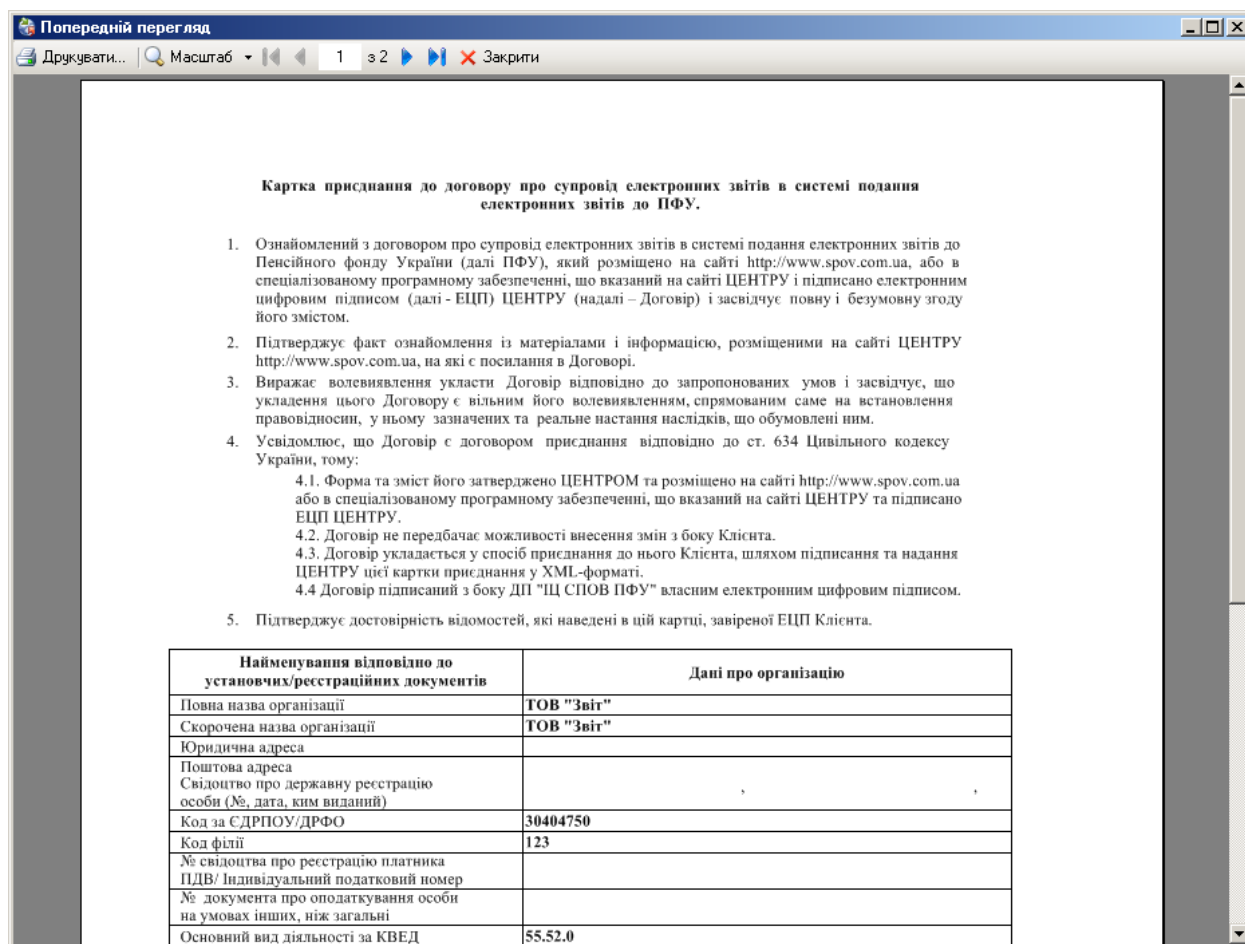 Попередній перегляд
Друкувати... Масштаб 1 з 2 Закрити
Картка приєднання до договору про супровід електронних звітів в системі подання
електронних звітів до ПФУ.
1. Ознайомлений з договором про супровід електронних звітів в системі подання електронних звітів до
Пенсійного фонду України (далі ПФУ), який розміщено на сайті http://www.spov.com.ua, або в
спеціалізованому програмному забезпеченні, що вказаний на сайті ЦЕНТРУ і підписано електронним
цифровим підписом (далі - ЕЦП) ЦЕНТРУ (надалі – Договір) і засвідчує повну і безумовну згоду
його змістом.
2. Підтверджує факт ознайомлення із матеріалами і інформацією, розміщеними на сайті ЦЕНТРУ
http://www.spov.com.ua, на які є посилання в Договорі.
3. Виражає волевиявлення укласти Договір відповідно до запропонованих умов і засвідчує, що
укладення цього Договору є вільним його волевиявленням, спрямованим саме на встановлення
правовідносин, у ньому зазначених та реальне настання наслідків, що обумовлені ним.
4. Усвідомлює, що Договір є договором приєднання відповідно до ст. 634 Цивільного кодексу
України, тому:
4.1. Форма та зміст його затверджено ЦЕНТРОМ та розміщено на сайті http://www.spov.com.ua
або в спеціалізованому програмному забезпеченні, що вказаний на сайті ЦЕНТРУ та підписано
ЕЦП ЦЕНТРУ.
4.2. Договір не передбачає можливості внесення змін з боку Клієнта.
4.3. Договір укладається у спосіб приєднання до нього Клієнта, шляхом підписання та надання
ЦЕНТРУ цієї картки приєднання у XML-форматі.
4.4 Договір підписаний з боку ДП "ІЦ СПОВ ПФУ" власним електронним цифровим підписом.
5. Підтверджує достовірність відомостей, які наведені в цій картці, завіреної ЕЦП Клієнта.
Найменування відповідно до
установчих/реєстраційних документів
Дані про організацію
Повна назва організації ТОВ "Звіт"
Скорочена назва організації ТОВ "Звіт"
Юридична адреса
Поштова адреса
Свідоцтво про державну реєстрацію
особи (№, дата, ким виданий) , ,
Код за ЄДРПОУ/ДРФО 30404750
Код філії 123
№ свідоцтва про реєстрацію платника
ПДВ/ Індивідуальний податковий номер
№ документа про оподаткування особи
на умовах інших, ніж загальні
Основний вид діяльності за КВЕД 55.52.0